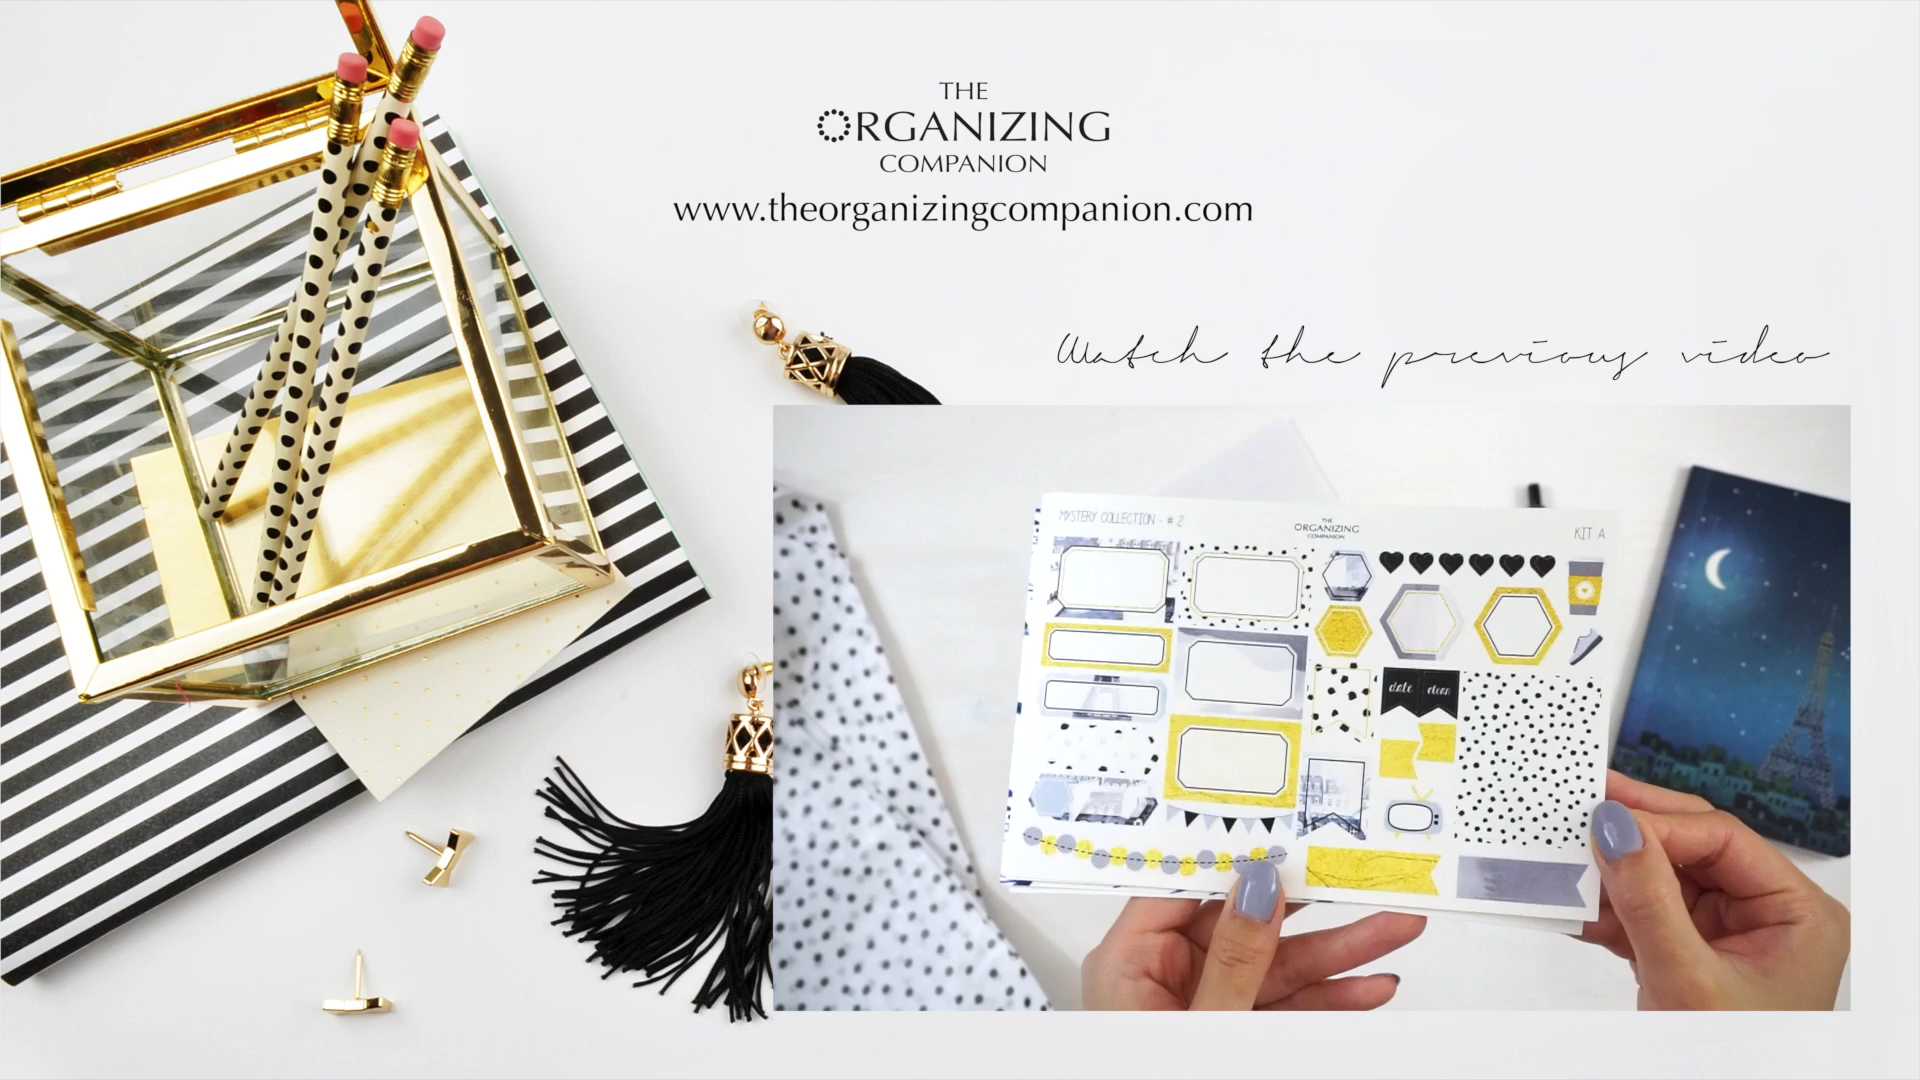 THE
ORGANIZING
COMPANION
www.theorganizingcompanion.com
Watch the previous video
MYSTERY COLLECTION - # 2
THE
ORGANIZING
COMPANION
KIT A
date
clean